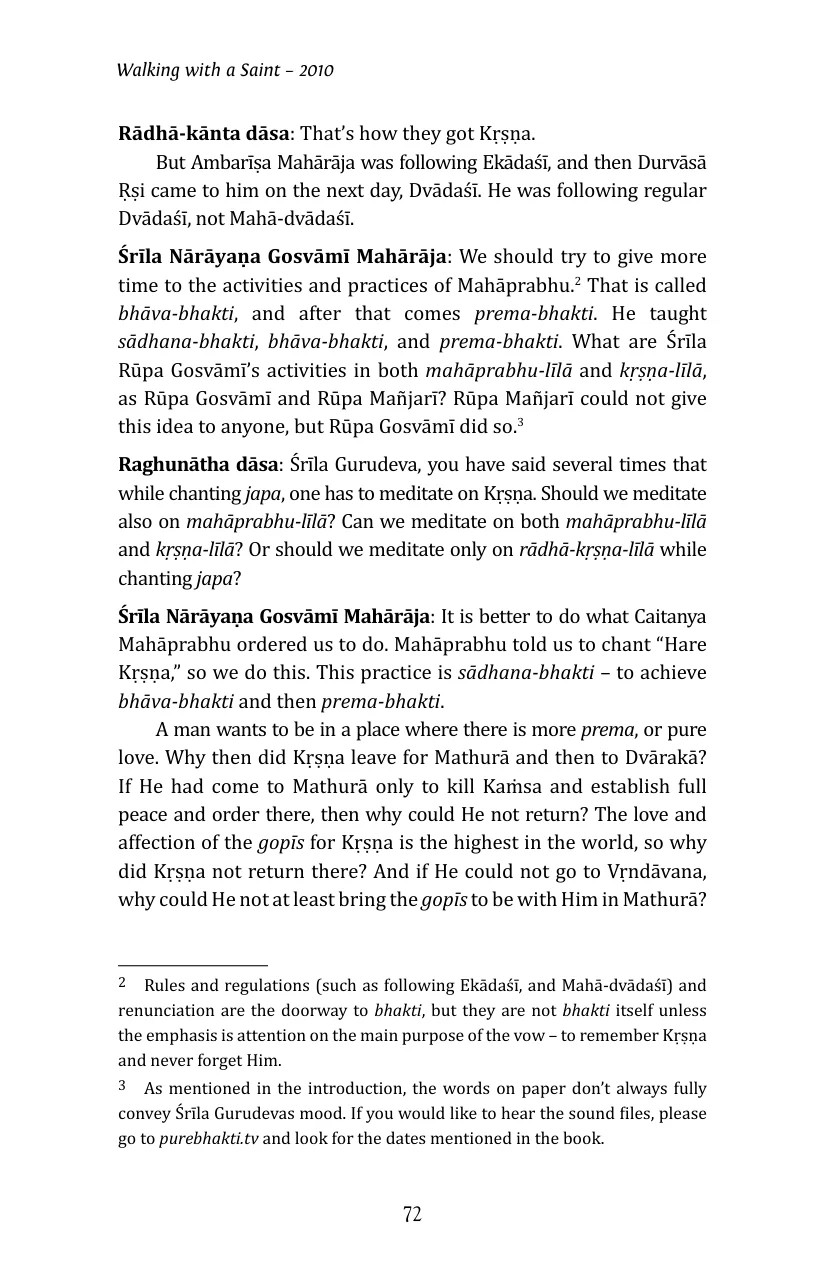 Walking with a Saint – 2010
Rādhā-kānta dāsa: That’s how they got Kṛṣṇa.
But Ambarīṣa Mahārāja was following Ekādaśī, and then Durvāsā
Ṛṣi came to him on the next day, Dvādaśī. He was following regular
Dvādaśī, not Mahā-dvādaśī.
Śrīla Nārāyaṇa Gosvāmī Mahārāja: We should try to give more
time to the activities and practices of Mahāprabhu.2 That is called
bhāva-bhakti, and after that comes prema-bhakti. He taught
sādhana-bhakti, bhāva-bhakti, and prema-bhakti. What are Śrīla
Rūpa Gosvāmī’s activities in both mahāprabhu-līlā and kṛṣṇa-līlā,
as Rūpa Gosvāmī and Rūpa Mañjarī? Rūpa Mañjarī could not give
this idea to anyone, but Rūpa Gosvāmī did so.3
Raghunātha dāsa: Śrīla Gurudeva, you have said several times that
while chanting japa, one has to meditate on Kṛṣṇa. Should we meditate
also on mahāprabhu-līlā? Can we meditate on both mahāprabhu-līlā
and kṛṣṇa-līlā? Or should we meditate only on rādhā-kṛṣṇa-līlā while
chanting japa?
Śrīla Nārāyaṇa Gosvāmī Mahārāja: It is better to do what Caitanya
Mahāprabhu ordered us to do. Mahāprabhu told us to chant “Hare
Kṛṣṇa,” so we do this. This practice is sādhana-bhakti – to achieve
bhāva-bhakti and then prema-bhakti.
A man wants to be in a place where there is more prema, or pure
love. Why then did Kṛṣṇa leave for Mathurā and then to Dvārakā?
If He had come to Mathurā only to kill Kaṁsa and establish full
peace and order there, then why could He not return? The love and
affection of the gopīs for Kṛṣṇa is the highest in the world, so why
did Kṛṣṇa not return there? And if He could not go to Vṛndāvana,
why could He not at least bring the gopīs to be with Him in Mathurā?
2 Rules and regulations (such as following Ekādaśī, and Mahā-dvādaśī) and
renunciation are the doorway to bhakti, but they are not bhakti itself unless
the emphasis is attention on the main purpose of the vow – to remember Kṛṣṇa
and never forget Him.
3 As mentioned in the introduction, the words on paper don’t always fully
convey Śrīla Gurudevas mood. If you would like to hear the sound files, please
go to purebhakti.tv and look for the dates mentioned in the book.
72